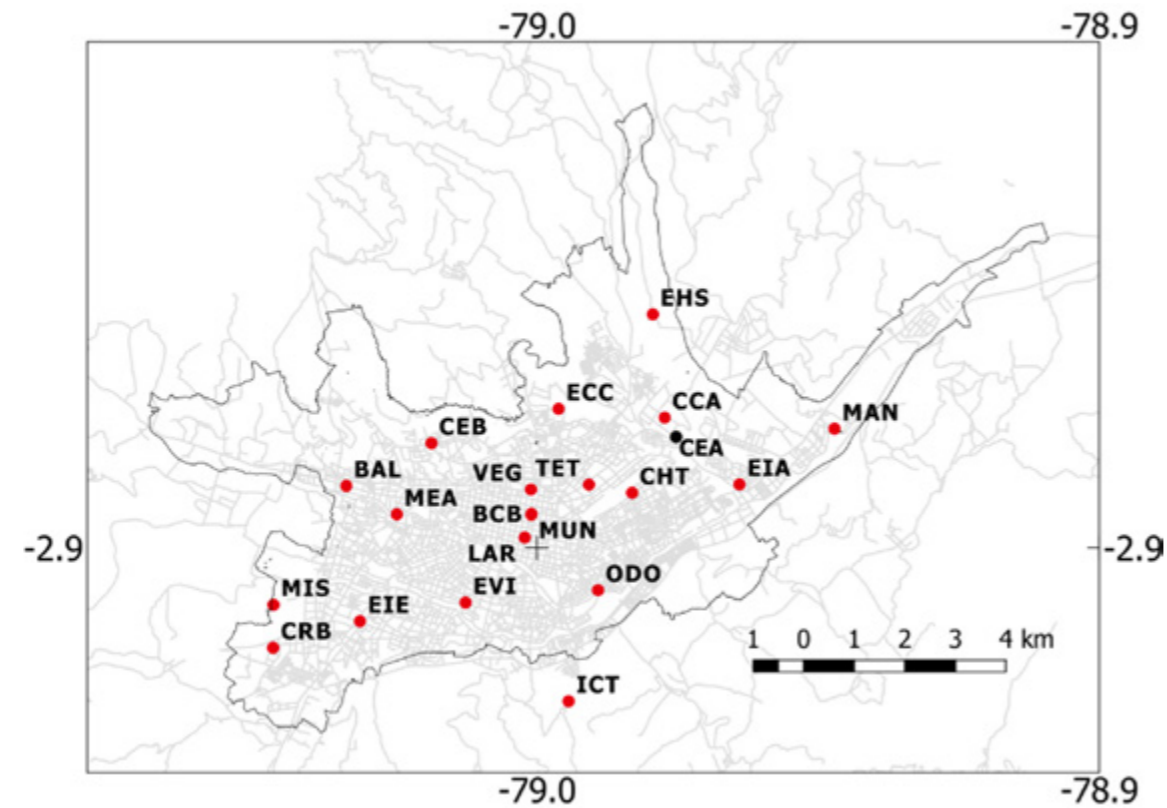 -79.0 -78.9
EHS
ECC
CCA
MAN
CEB
CEA
BAL
VEG TET
CHT
EIA
MEA
BCB
MUN
-2.9 LAR -2.9
MIS
EIE
EVI
ODO
CRB
1 0 1 2 3 4 km
ICT
-79.0 -78.9